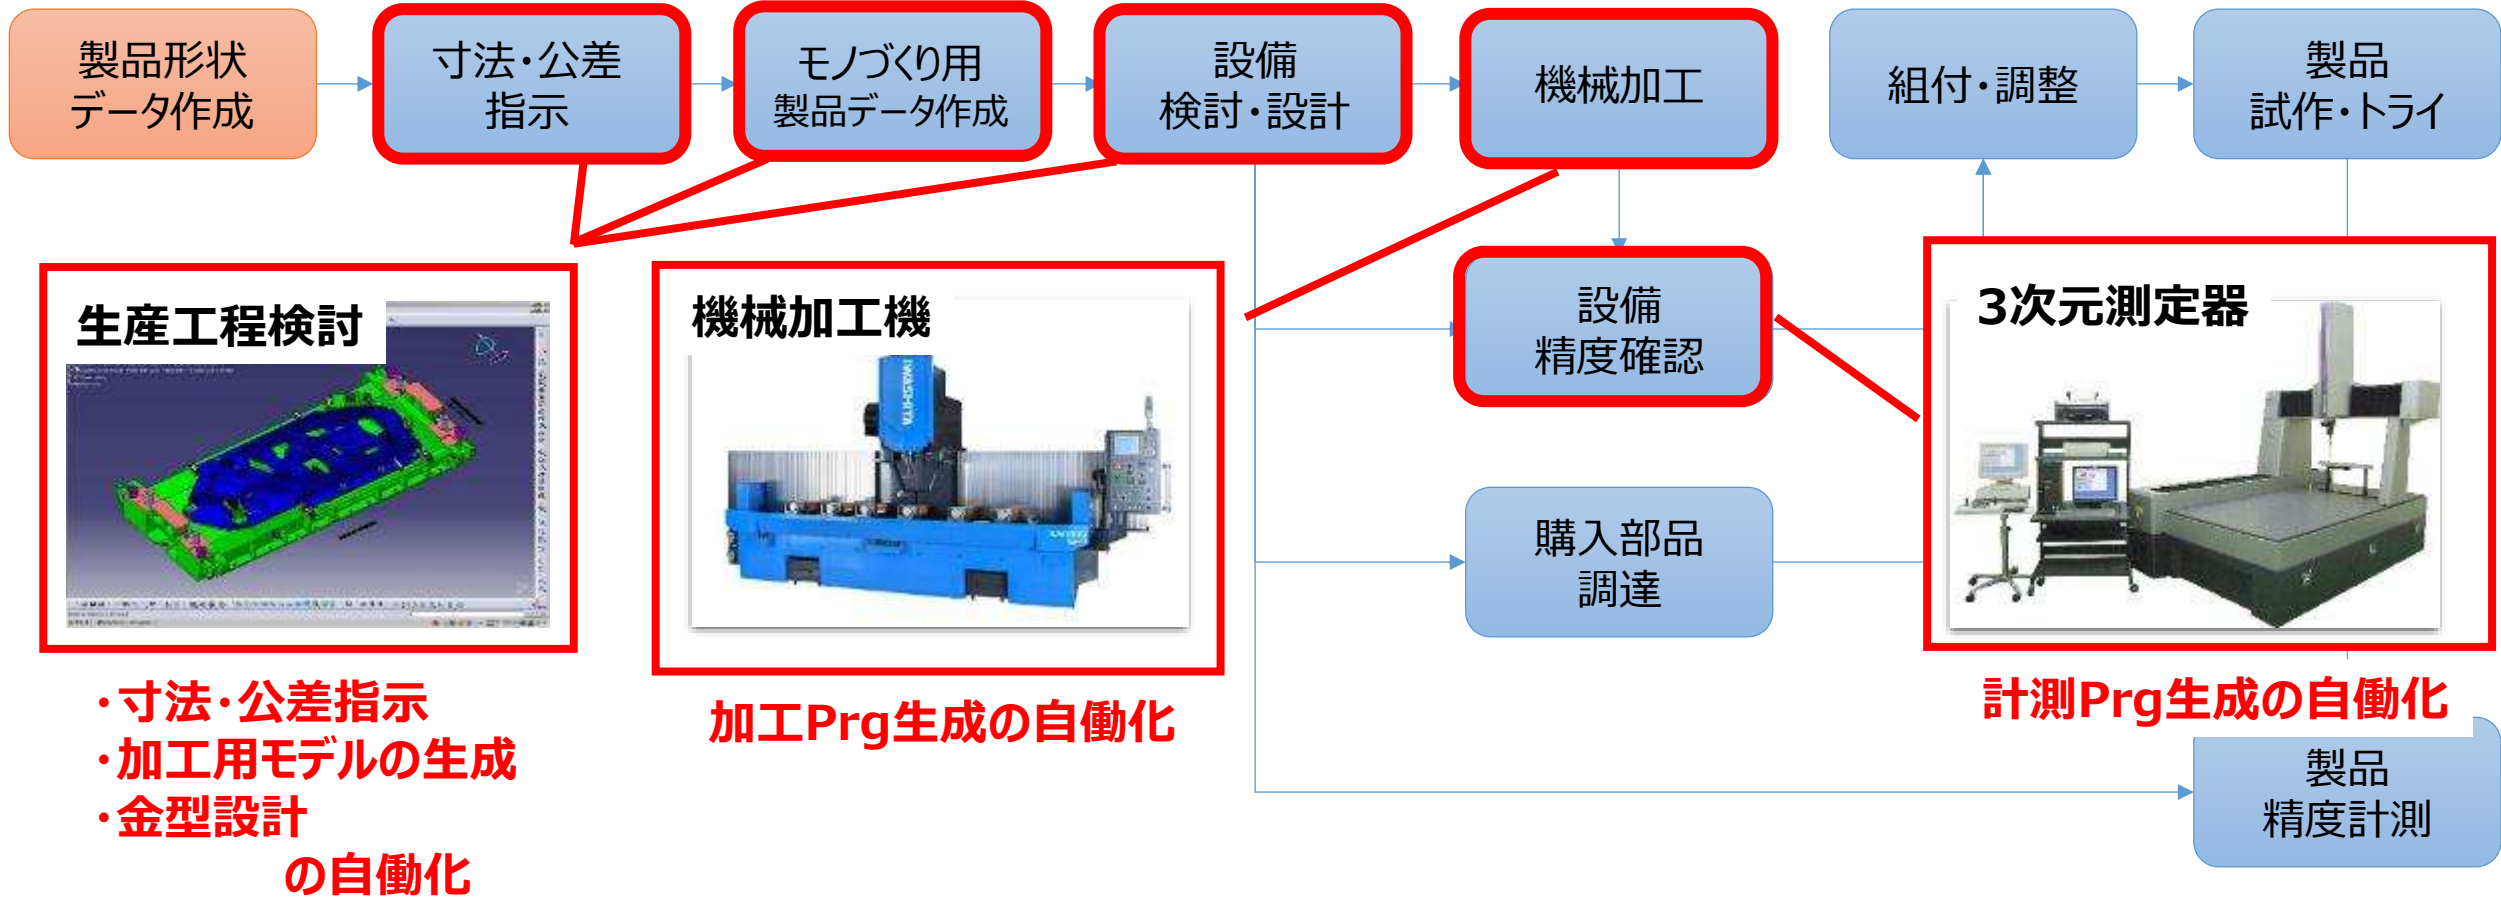 製品形状
データ作成
寸法・公差
指示
モノづくり用
製品データ作成
設備
検討・設計
機械加工
組付・調整
製品
試作・トライ
生産工程検討
機械加工機
設備
精度確認
3次元測定器
購入部品
調達
・寸法・公差指示
・加工用モデルの生成
・金型設計
の自働化
加工Prg生成の自働化
計測Prg生成の自働化
製品
精度計測
IWASHITA